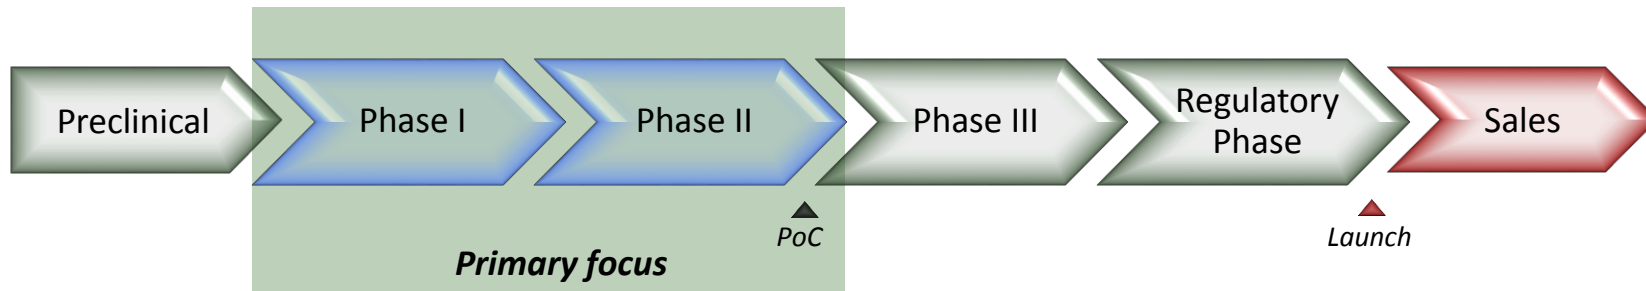 Preclinical
Phase I
Phase II
Phase III
Regulatory
Phase
Sales
PoC
Launch
Primary focus